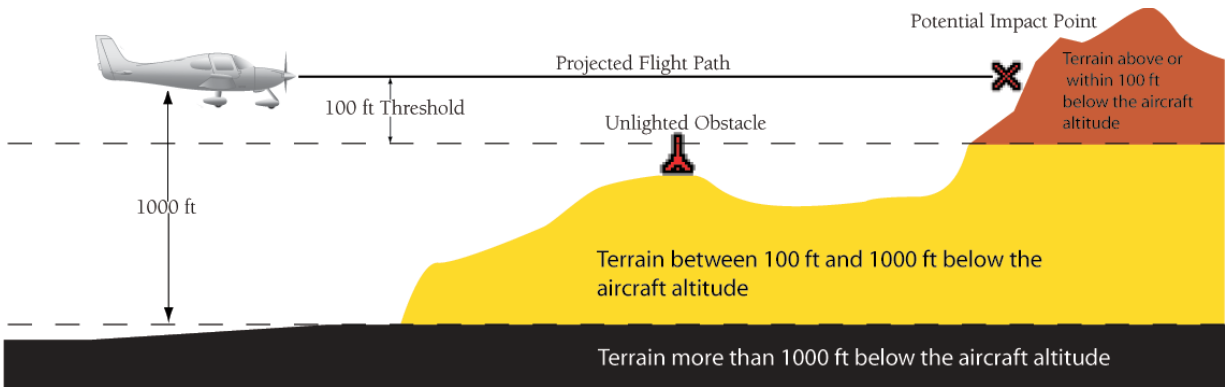 Potential Impact Point
Projected Flight Path
Terrain above or
within 100 ft
below the aircraft
altitude
100 ft Threshold
Unlighted Obstacle
1000 ft
Terrain between 100 ft and 1000 ft below the
aircraft altitude
Terrain more than 1000 ft below the aircraft altitude